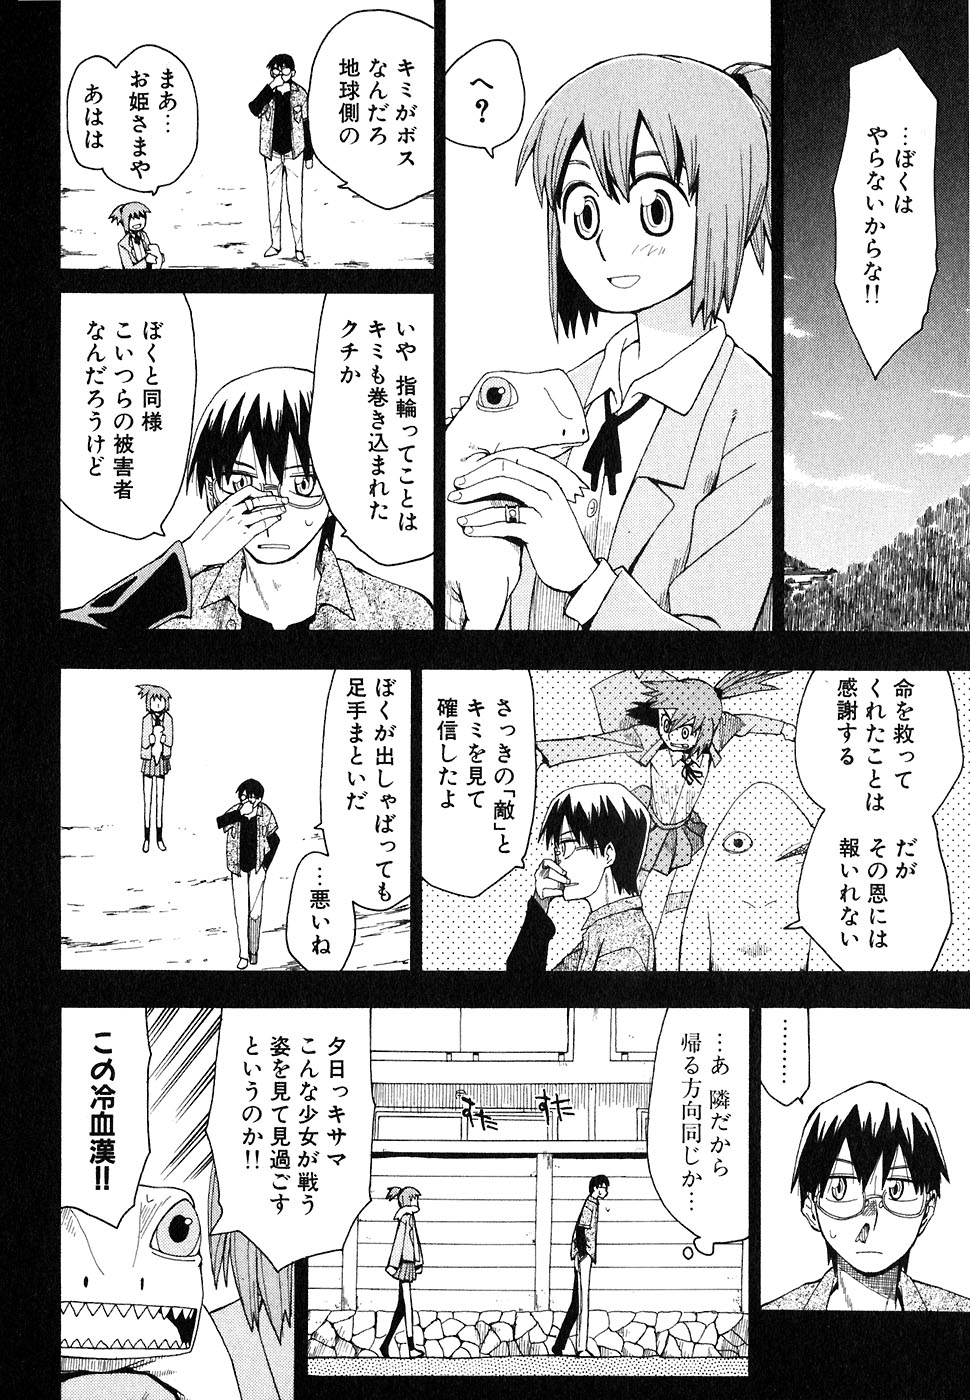 …ぼくは
やらないからな!!
へ?
キミがボス
なんだろ
地球側の
まあ…
お姫さまや
あはは
いや 指輪ってことは
キミも巻き込まれた
クチか
ぼくと同様
こいつらの被害者
なんだろうけど
命を救って
くれたことは
感謝する
だが
その恩には
報いれない
さっきの「敵」と
キミを見て
確信したよ
ぼくが出しゃばっても
足手まといだ
…悪いね
………
…あ 隣だから
帰る方向同じか…
すた
すた
夕日っキサマ
こんな少女が戦う
姿を見て見過ごす
というのか!!
この冷血漢!!